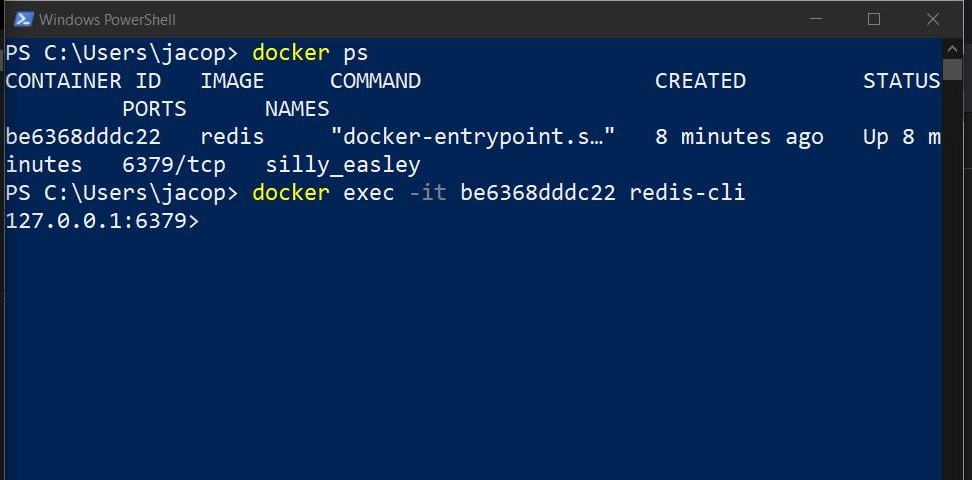 Windows PowerShell
PS C:\Users\jacop> docker ps
CONTAINER ID   IMAGE     COMMAND                  CREATED         STATUS
         PORTS      NAMES
be6368dddc22   redis     "docker-entrypoint.s…"   8 minutes ago   Up 8 m
inutes   6379/tcp   silly_easley
PS C:\Users\jacop> docker exec -it be6368dddc22 redis-cli
127.0.0.1:6379>